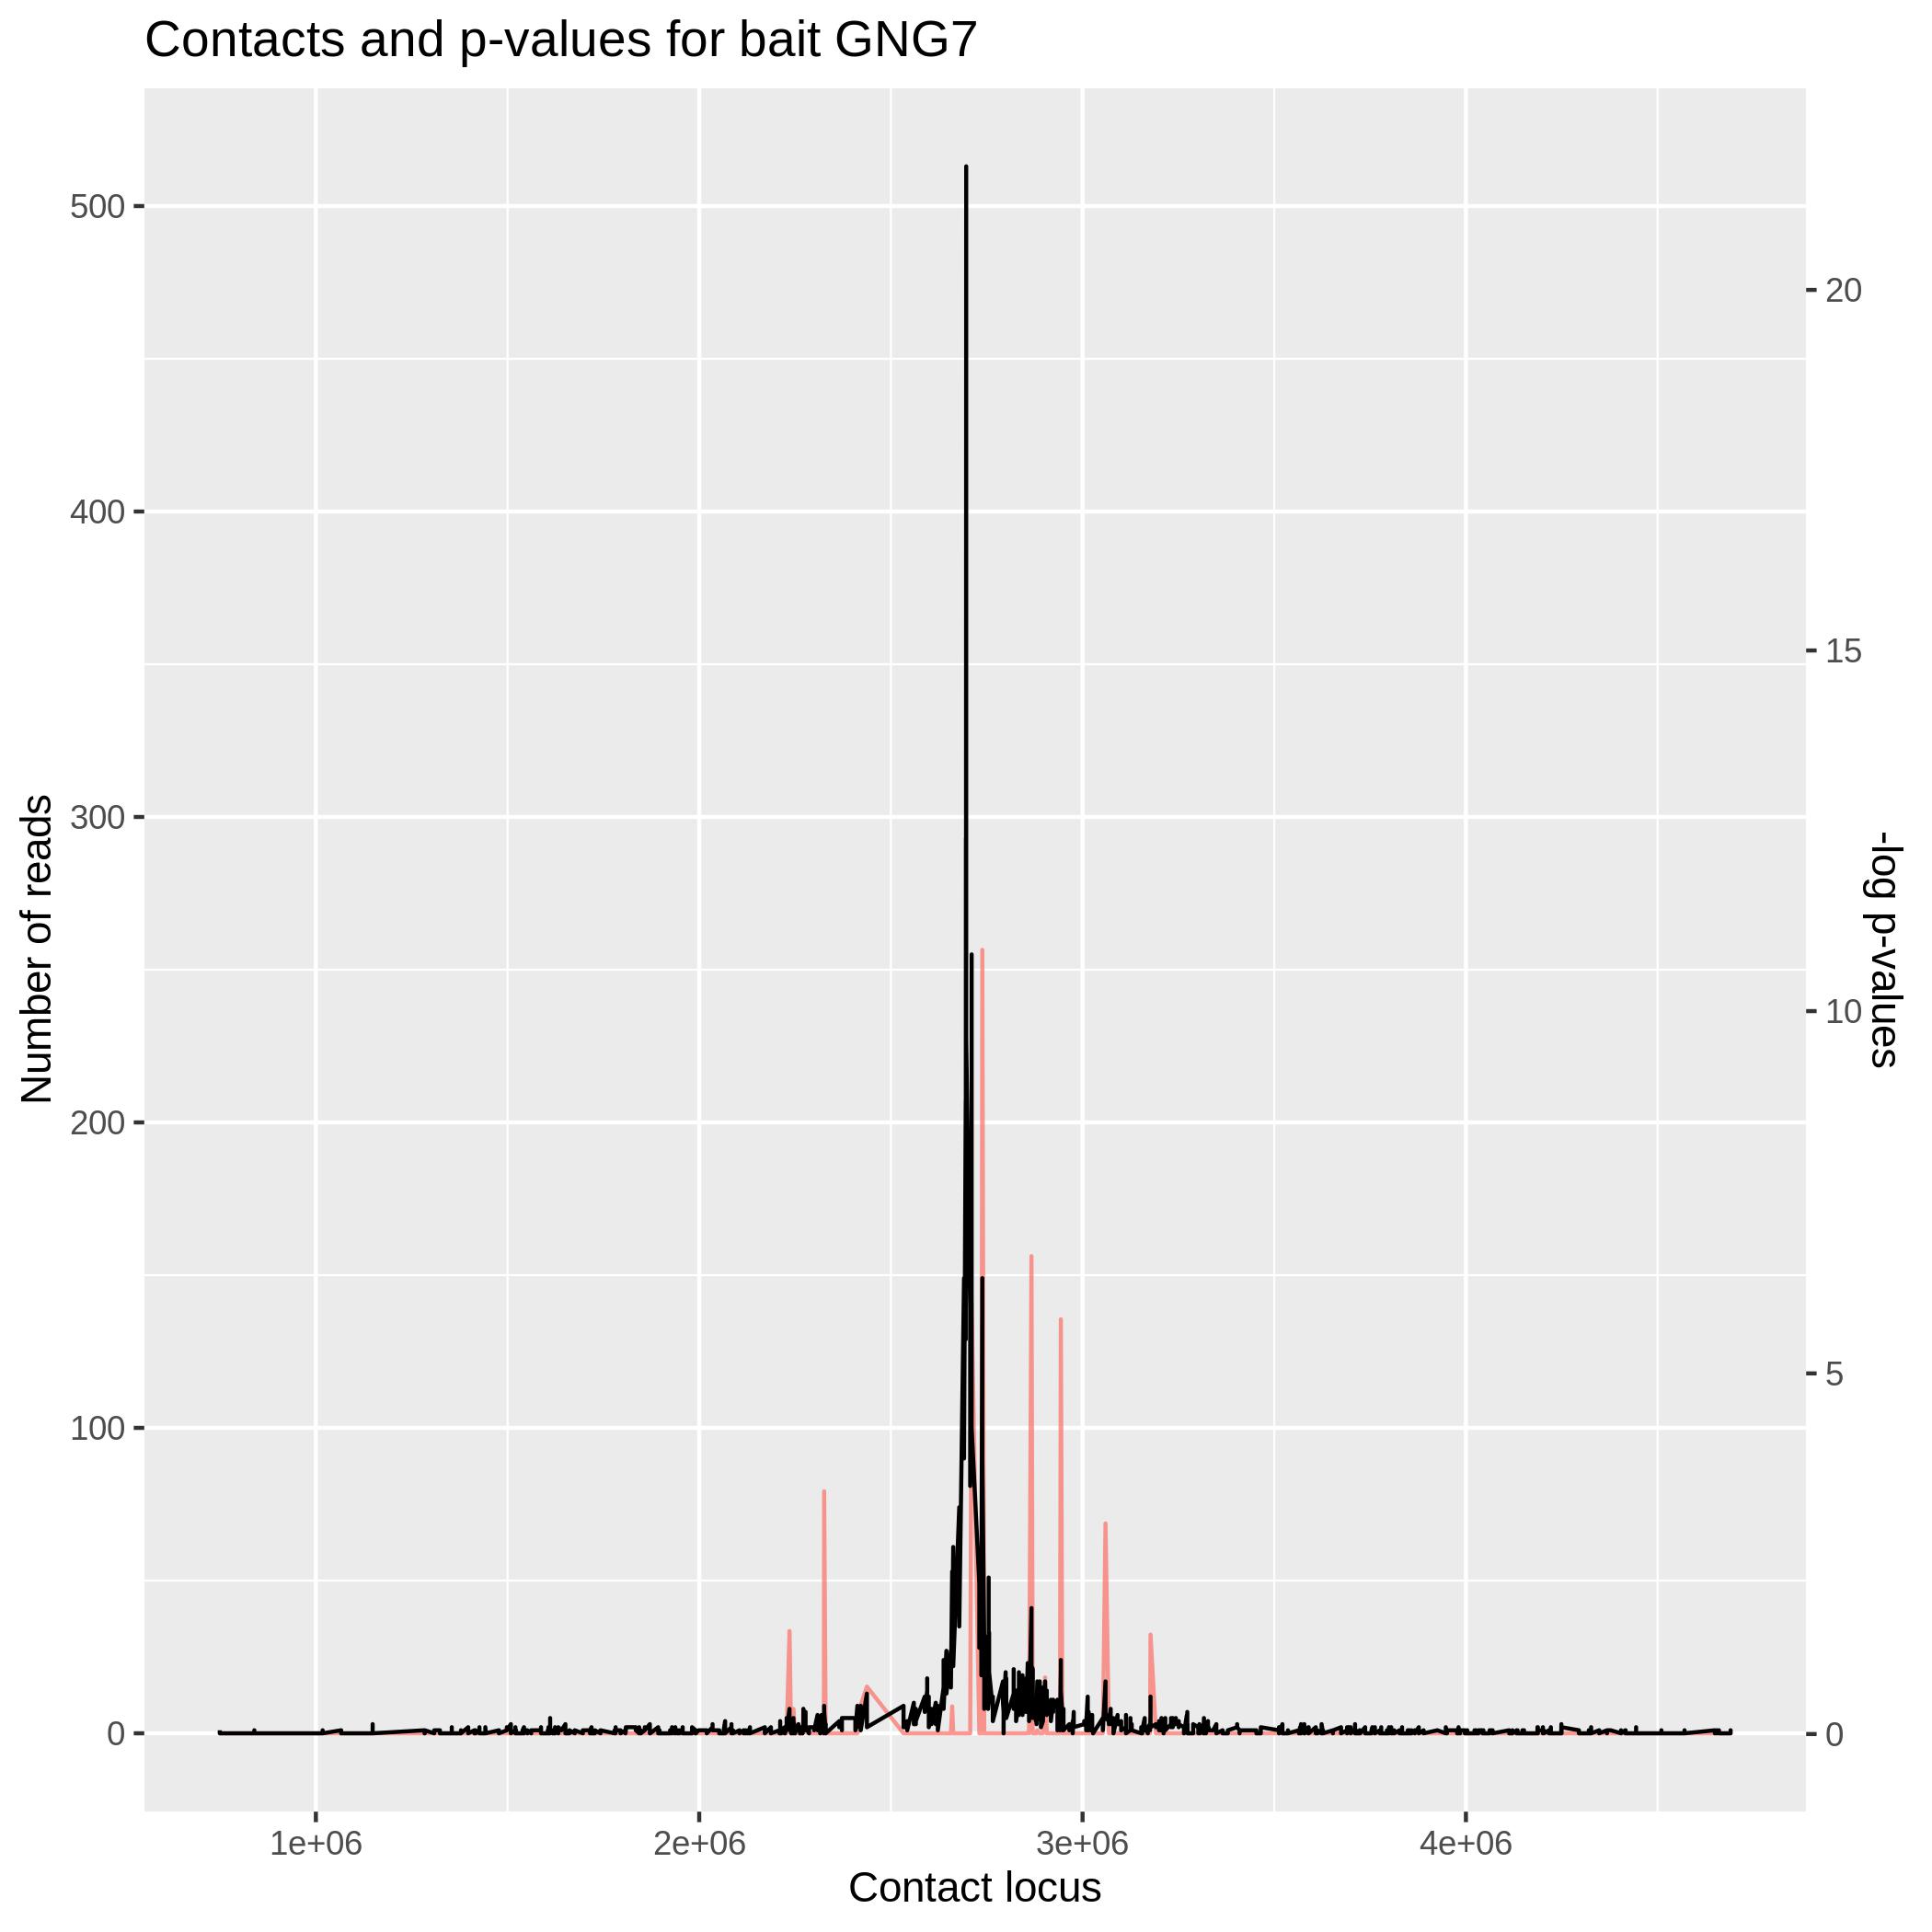 Contacts and p-values for bait GNG7
Number of reads
500
400
300
200
100
0
20
15
10
5
0
-log p-values
1e+06
2e+06
3e+06
4e+06
Contact locus